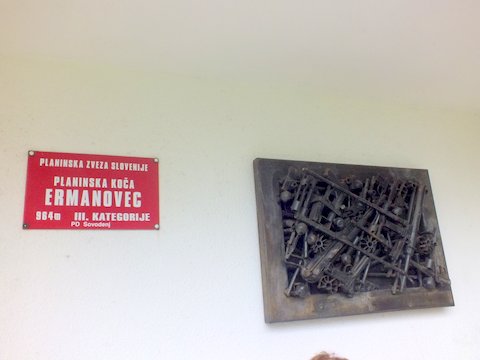 PLANINSKA ZVEZA SLOVENIJE
PLANINSKA KOČA
ERMANOVEC
964m III. KATEGORIJE
PD Sovodenj